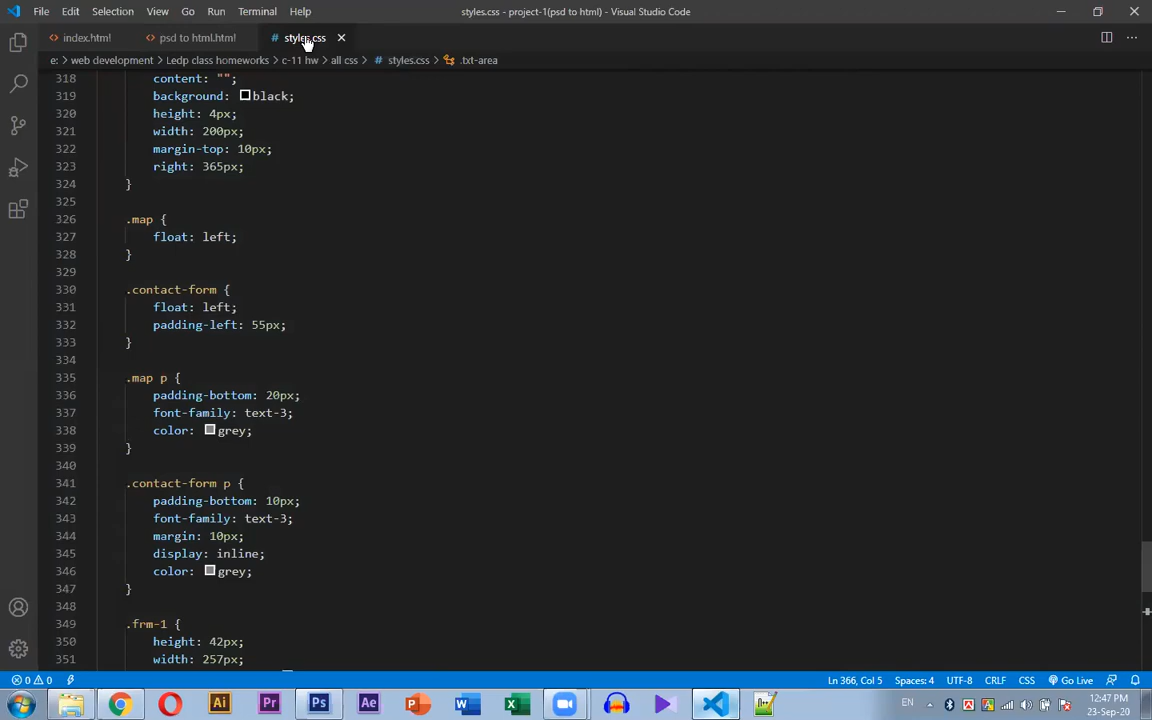 File Edit Selection View Go Run Terminal Help styles.css - project-1(psd to html) - Visual Studio Code
<> index.html <> psd to html.html # styles.css
e: > web development > Ledp class homeworks > c-11 hw > all css > # styles.css > .txt-area
318 content: "";
319 background: black;
320 height: 4px;
321 width: 200px;
322 margin-top: 10px;
323 right: 365px;
324 }
325
326 .map {
327 float: left;
328 }
329
330 .contact-form {
331 float: left;
332 padding-left: 55px;
333 }
334
335 .map p {
336 padding-bottom: 20px;
337 font-family: text-3;
338 color: grey;
339 }
340
341 .contact-form p {
342 padding-bottom: 10px;
343 font-family: text-3;
344 margin: 10px;
345 display: inline;
346 color: grey;
347 }
348
349 .frm-1 {
350 height: 42px;
351 width: 257px;
0 0 Ln 366, Col 5 Spaces: 4 UTF-8 CRLF CSS Go Live
Ai Pr Ps Ae P W X EN 12:47 PM
23-Sep-20